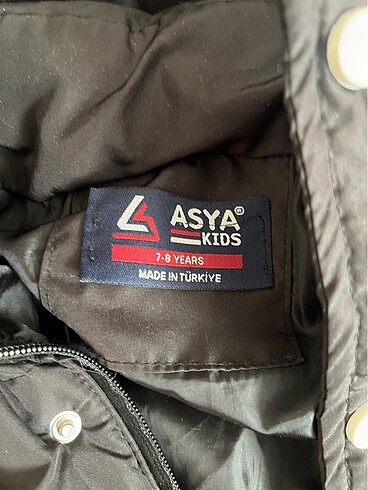 ASYA®
KIDS
7-8 YEARS
MADE IN TÜRKİYE